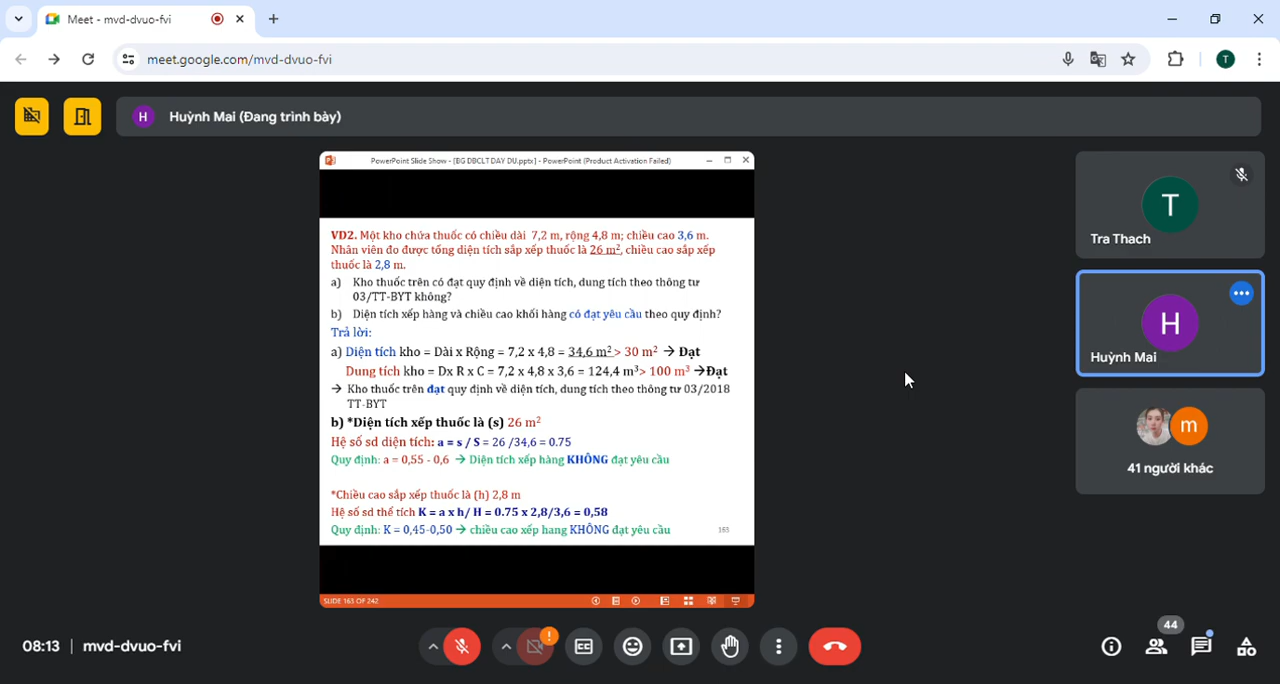 Meet - mvd-dvuo-fvi
meet.google.com/mvd-dvuo-fvi
T
H
Huỳnh Mai (Đang trình bày)
PowerPoint Slide Show - [BG DBCLT DAY DU.pptx] - PowerPoint (Product Activation Failed)
VD2. Một kho chứa thuốc có chiều dài 7,2 m, rộng 4,8 m; chiều cao 3,6 m.
Nhân viên đo được tổng diện tích sắp xếp thuốc là 26 m², chiều cao sắp xếp
thuốc là 2,8 m.
a) Kho thuốc trên có đạt quy định về diện tích, dung tích theo thông tư
03/TT-BYT không?
b) Diện tích xếp hàng và chiều cao khối hàng có đạt yêu cầu theo quy định?
Trả lời:
a) Diện tích kho = Dài x Rộng = 7,2 x 4,8 = 34,6 m² > 30 m² → Đạt
Dung tích kho = Dx R x C = 7,2 x 4,8 x 3,6 = 124,4 m³> 100 m³ →Đạt
→ Kho thuốc trên đạt quy định về diện tích, dung tích theo thông tư 03/2018
TT-BYT
b) *Diện tích xếp thuốc là (s) 26 m²
Hệ số sd diện tích: a = s / S = 26 /34,6 = 0.75
Quy định: a = 0,55 - 0,6 → Diện tích xếp hàng KHÔNG đạt yêu cầu
*Chiều cao sắp xếp thuốc là (h) 2,8 m
Hệ số sd thể tích K = a x h/ H = 0.75 x 2,8/3,6 = 0,58
Quy định: K = 0,45-0,50 → chiều cao xếp hang KHÔNG đạt yêu cầu
163
SLIDE 163 OF 242
T
Tra Thach
H
Huỳnh Mai
m
41 người khác
08:13 | mvd-dvuo-fvi
44